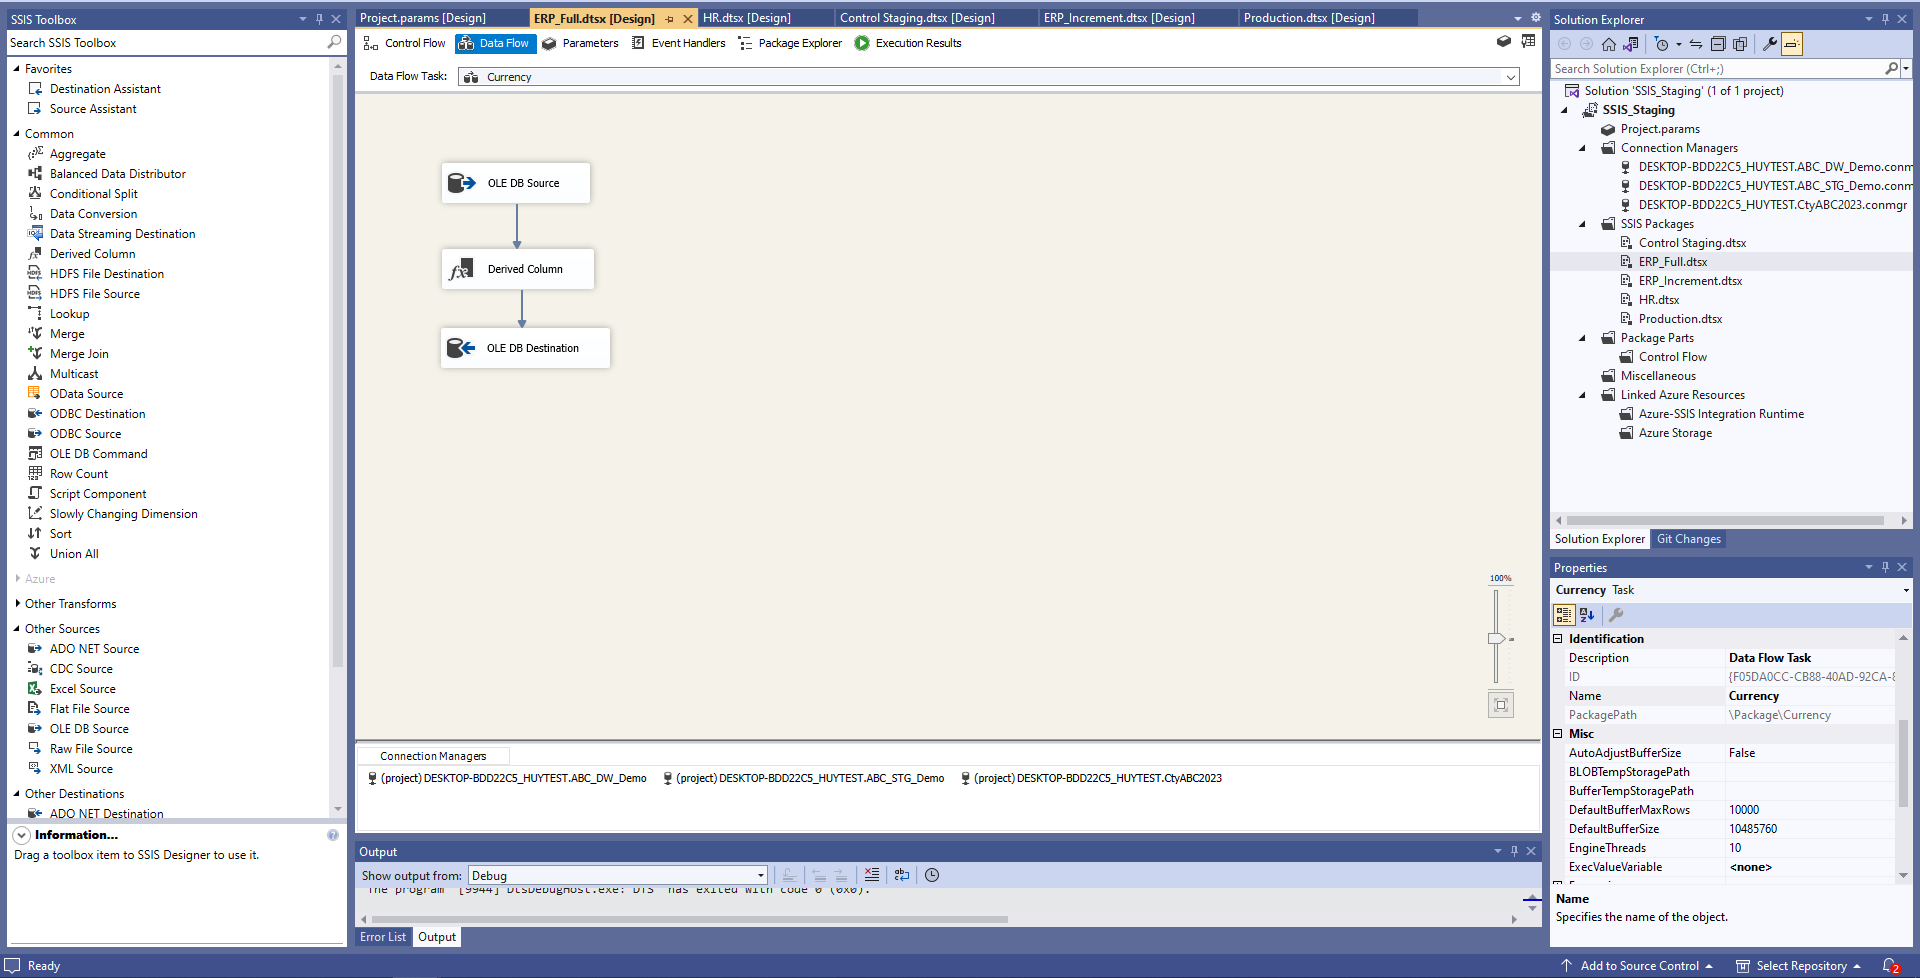 SSIS Toolbox
Search SSIS Toolbox
Favorites
Destination Assistant
Source Assistant
Common
Aggregate
Balanced Data Distributor
Conditional Split
Data Conversion
Data Streaming Destination
Derived Column
HDFS File Destination
HDFS File Source
Lookup
Merge
Merge Join
Multicast
OData Source
ODBC Destination
ODBC Source
OLE DB Command
Row Count
Script Component
Slowly Changing Dimension
Sort
Union All
Azure
Other Transforms
Other Sources
ADO NET Source
CDC Source
Excel Source
Flat File Source
OLE DB Source
Raw File Source
XML Source
Other Destinations
ADO NET Destination
Information...
Drag a toolbox item to SSIS Designer to use it.
Project.params [Design]
ERP_Full.dtsx [Design]
HR.dtsx [Design]
Control Staging.dtsx [Design]
ERP_Increment.dtsx [Design]
Production.dtsx [Design]
Control Flow
Data Flow
Parameters
Event Handlers
Package Explorer
Execution Results
Data Flow Task:
Currency
OLE DB Source
Derived Column
OLE DB Destination
100%
Connection Managers
(project) DESKTOP-BDD22C5_HUYTEST.ABC_DW_Demo
(project) DESKTOP-BDD22C5_HUYTEST.ABC_STG_Demo
(project) DESKTOP-BDD22C5_HUYTEST.CtyABC2023
Output
Show output from:
Debug
The program '[9944] DtsDebugHost.exe: DTS' has exited with code 0 (0x0).
Error List
Output
Solution Explorer
Search Solution Explorer (Ctrl+;)
Solution 'SSIS_Staging' (1 of 1 project)
SSIS_Staging
Project.params
Connection Managers
DESKTOP-BDD22C5_HUYTEST.ABC_DW_Demo.conm
DESKTOP-BDD22C5_HUYTEST.ABC_STG_Demo.conm
DESKTOP-BDD22C5_HUYTEST.CtyABC2023.conmgr
SSIS Packages
Control Staging.dtsx
ERP_Full.dtsx
ERP_Increment.dtsx
HR.dtsx
Production.dtsx
Package Parts
Control Flow
Miscellaneous
Linked Azure Resources
Azure-SSIS Integration Runtime
Azure Storage
Solution Explorer
Git Changes
Properties
Currency Task
Identification
Description Data Flow Task
ID {F05DA0CC-CB88-40AD-92CA-8
Name Currency
PackagePath \Package\Currency
Misc
AutoAdjustBufferSize False
BLOBTempStoragePath
BufferTempStoragePath
DefaultBufferMaxRows 10000
DefaultBufferSize 10485760
EngineThreads 10
ExecValueVariable <none>
Name
Specifies the name of the object.
Ready
Add to Source Control
Select Repository
2